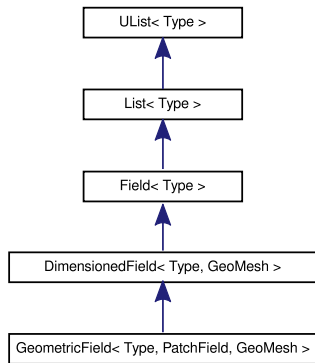 UList< Type >
List< Type >
Field< Type >
DimensionedField< Type, GeoMesh >
GeometricField< Type, PatchField, GeoMesh >